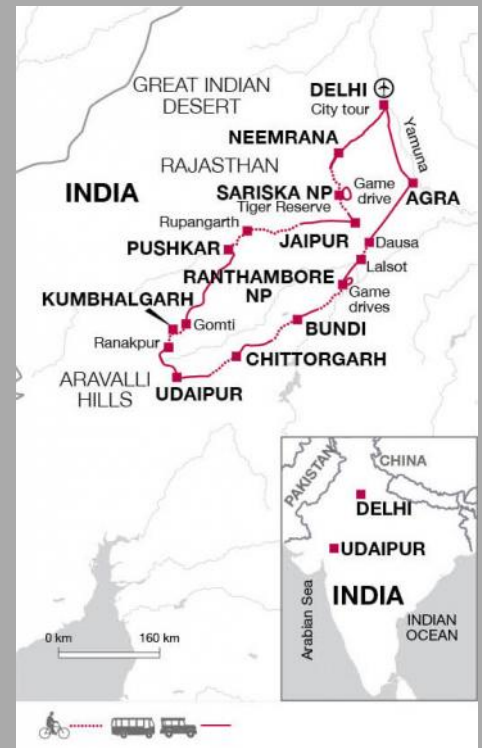 GREAT INDIAN
DESERT
DELHI
City tour
Yamuna
NEEMRANA
RAJASTHAN
INDIA
SARISKA NP
Tiger Reserve
Game
drive
AGRA
Rupangarth
JAIPUR
Dausa
PUSHKAR
Lalsot
RANTHAMBORE
NP
Game
drives
KUMBHALGARH
Gomti
BUNDI
Ranakpur
CHITTORGARH
ARAVALLI
HILLS
UDAIPUR
PAKISTAN
CHINA
DELHI
UDAIPUR
INDIA
Arabian Sea
INDIAN
OCEAN
0 km
160 km